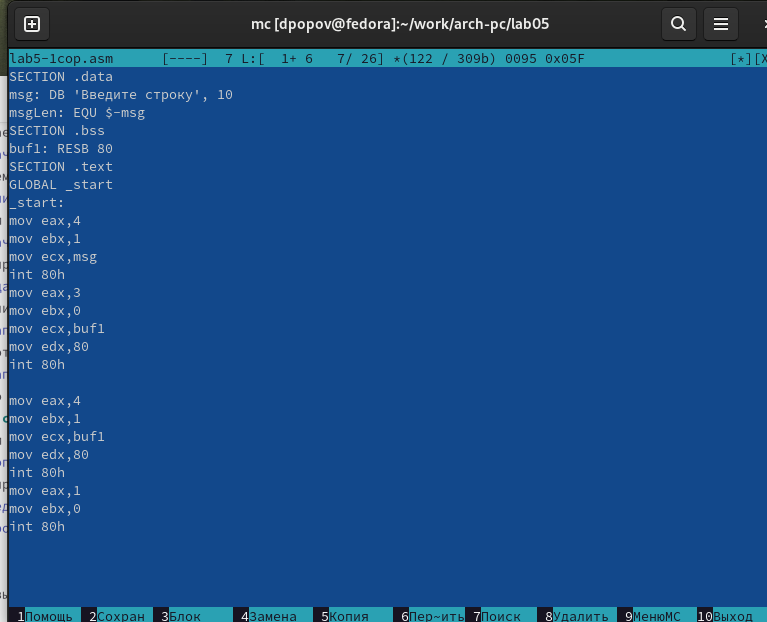 mc [dpopov@fedora]:~/work/arch-pc/lab05
lab5-1cop.asm [----] 7 L:[ 1+ 6 7/ 26] *(122 / 309b) 0095 0x05F [*][X
SECTION .data
msg: DB 'Введите строку', 10
msgLen: EQU $-msg
SECTION .bss
buf1: RESB 80
SECTION .text
GLOBAL _start
_start:
mov eax,4
mov ebx,1
mov ecx,msg
int 80h
mov eax,3
mov ebx,0
mov ecx,buf1
mov edx,80
int 80h
mov eax,4
mov ebx,1
mov ecx,buf1
mov edx,80
int 80h
mov eax,1
mov ebx,0
int 80h
1Помощь 2Сохран 3Блок 4Замена 5Копия 6Пер~ить 7Поиск 8Удалить 9МенюMC 10Выход